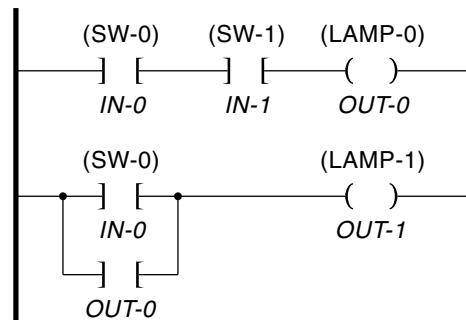 (SW-0) (SW-1) (LAMP-0)
IN-0 IN-1 OUT-0
(SW-0) (LAMP-1)
IN-0 OUT-1
OUT-0